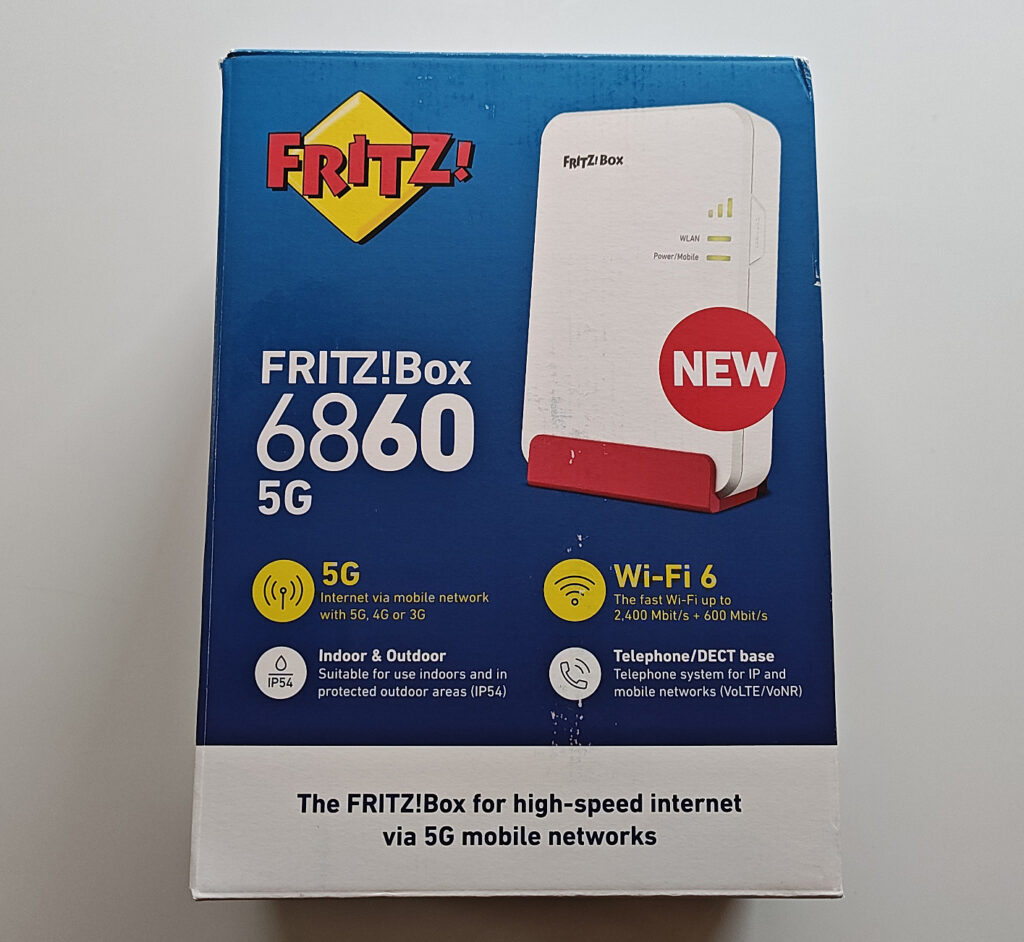 FRITZ!
FRITZ!Box
WLAN
Power/Mobile
NEW
FRITZ!Box
6860
5G
5G
Internet via mobile network
with 5G, 4G or 3G
Wi-Fi 6
The fast Wi-Fi up to
2,400 Mbit/s + 600 Mbit/s
IP54
Indoor & Outdoor
Suitable for use indoors and in
protected outdoor areas (IP54)
Telephone/DECT base
Telephone system for IP and
mobile networks (VoLTE/VoNR)
The FRITZ!Box for high-speed internet
via 5G mobile networks